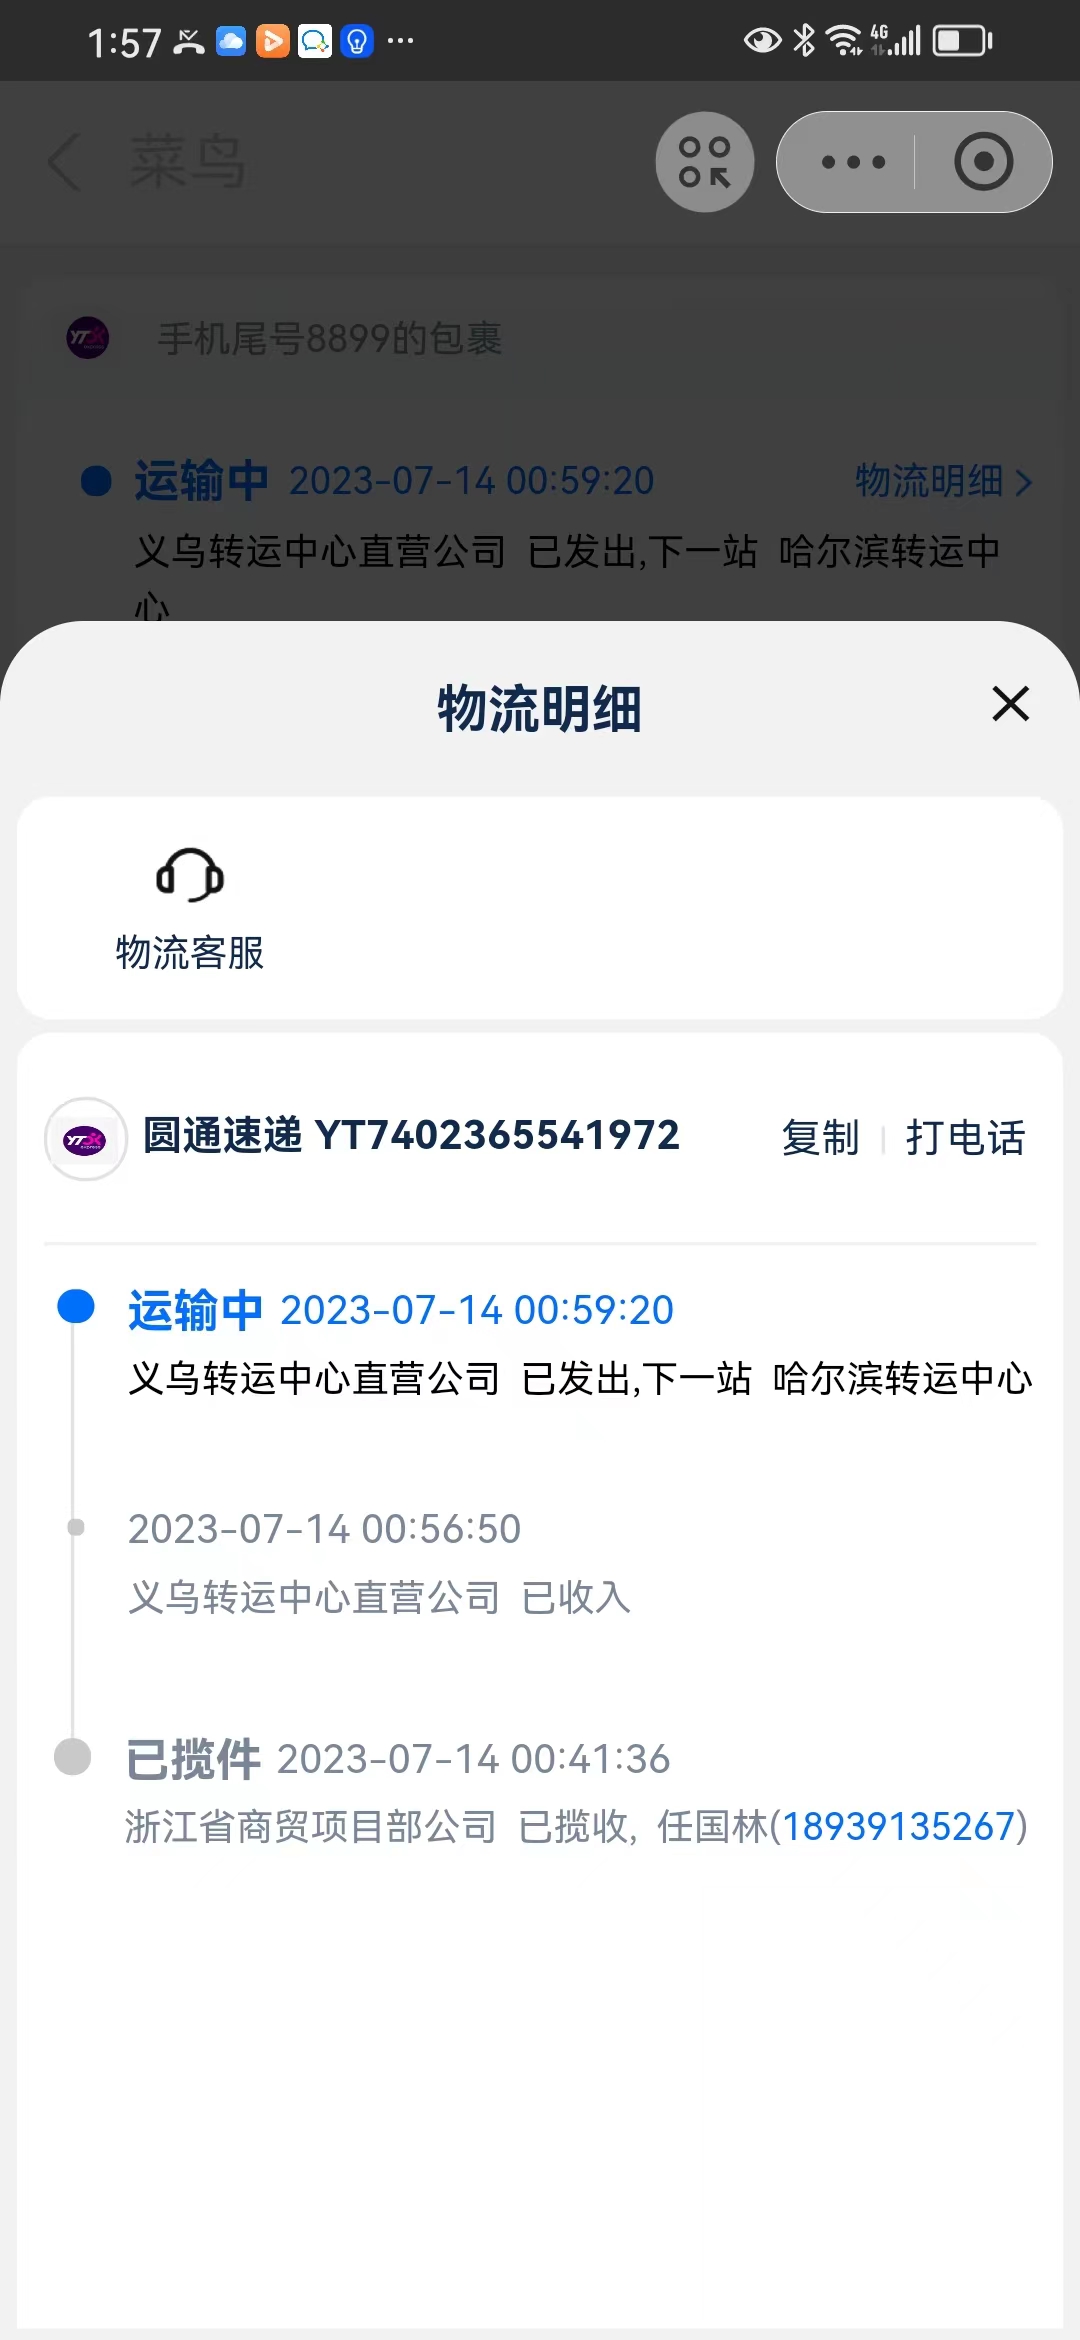 1:57
4G
菜鸟
YT
手机尾号8899的包裹
运输中 2023-07-14 00:59:20 物流明细
义乌转运中心直营公司 已发出,下一站 哈尔滨转运中
心
物流明细
物流客服
YT
圆通速递 YT7402365541972 复制 打电话
运输中 2023-07-14 00:59:20
义乌转运中心直营公司 已发出,下一站 哈尔滨转运中心
2023-07-14 00:56:50
义乌转运中心直营公司 已收入
已揽件 2023-07-14 00:41:36
浙江省商贸项目部公司 已揽收, 任国林(18939135267)